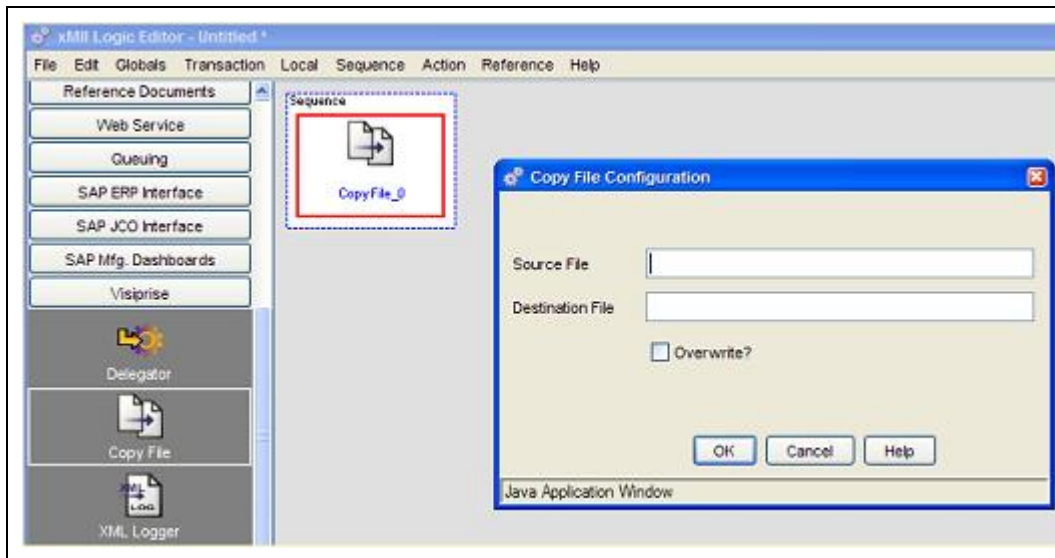 xMII Logic Editor - Untitled *
File Edit Globals Transaction Local Sequence Action Reference Help
Reference Documents
Web Service
Queuing
SAP ERP Interface
SAP JCO Interface
SAP Mfg. Dashboards
Visiprise
Delegator
Copy File
XML LOG
XML Logger
Sequence
CopyFile_0
Copy File Configuration
Source File
Destination File
Overwrite?
OK Cancel Help
Java Application Window